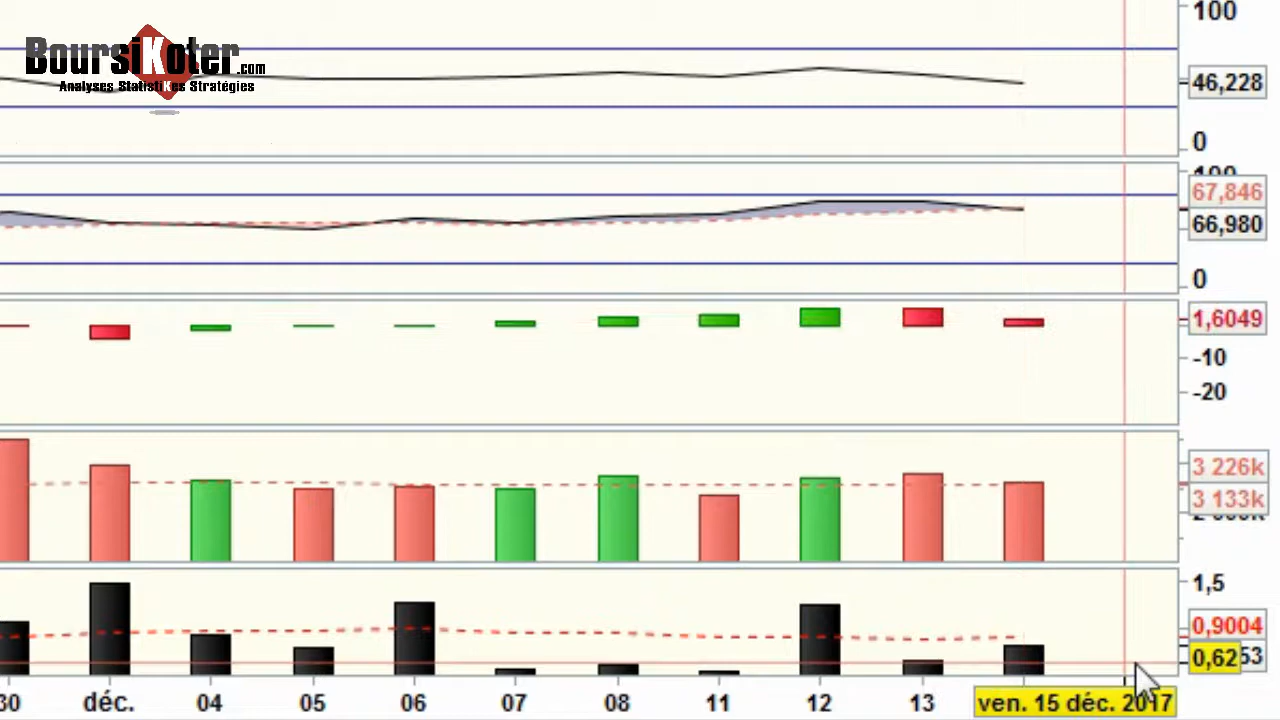 BoursiKoter.com
Analyses StatistiKes Stratégies
100
46,228
0
67,846
66,980
0
1,6049
-10
-20
3 226k
3 133k
1,5
0,9004
0,62
53
30 déc. 04 05 06 07 08 11 12 13 ven. 15 déc. 2017